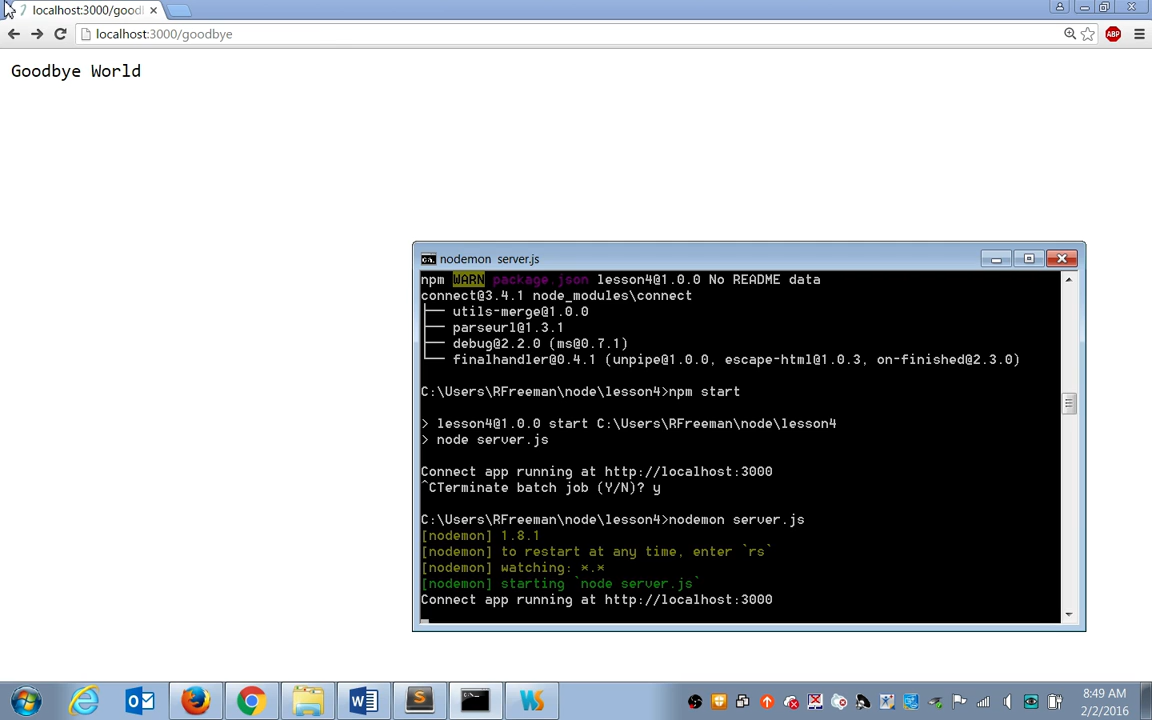 localhost:3000/goodb
localhost:3000/goodbye
ABP
Goodbye World
nodemon  server.js
npm WARN package.json lesson4@1.0.0 No README data
connect@3.4.1 node_modules\connect
├── utils-merge@1.0.0
├── parseurl@1.3.1
├── debug@2.2.0 (ms@0.7.1)
└── finalhandler@0.4.1 (unpipe@1.0.0, escape-html@1.0.3, on-finished@2.3.0)
C:\Users\RFreeman\node\lesson4>npm start
> lesson4@1.0.0 start C:\Users\RFreeman\node\lesson4
> node server.js
Connect app running at http://localhost:3000
^CTerminate batch job (Y/N)? y
C:\Users\RFreeman\node\lesson4>nodemon server.js
[nodemon] 1.8.1
[nodemon] to restart at any time, enter `rs`
[nodemon] watching: *.*
[nodemon] starting `node server.js`
Connect app running at http://localhost:3000
8:49 AM
2/2/2016